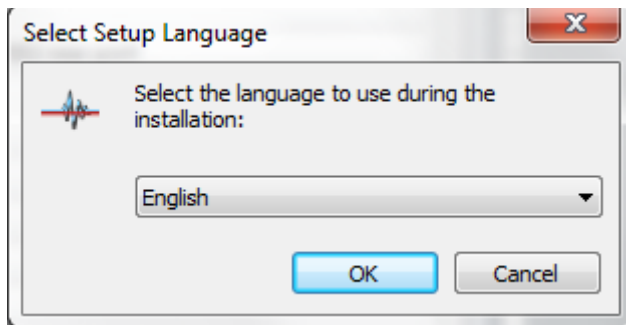 Select Setup Language
Select the language to use during the
installation:
English
OK
Cancel